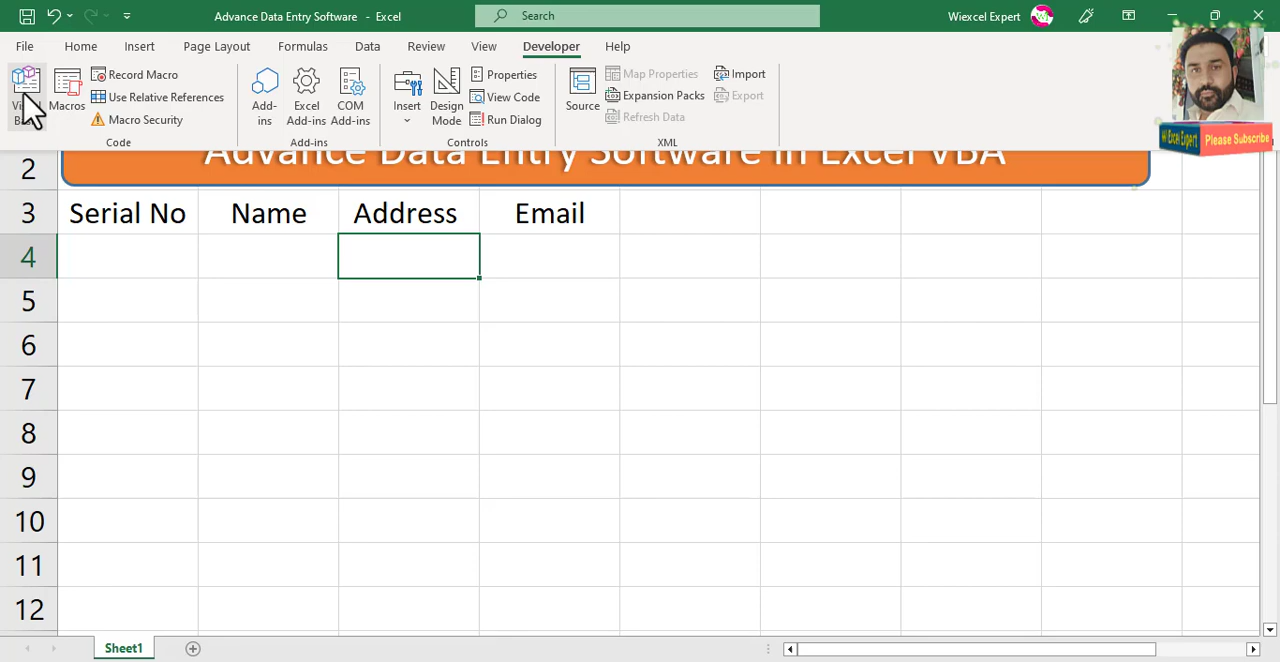 Advance Data Entry Software - Excel
Search
Wiexcel Expert
File Home Insert Page Layout Formulas Data Review View Developer Help
Macros
Record Macro
Use Relative References
Macro Security
Code
Add-ins
Excel Add-ins
COM Add-ins
Add-ins
Insert
Design Mode
Properties
View Code
Run Dialog
Controls
Source
Map Properties
Expansion Packs
Refresh Data
Import
Export
XML
Expert
Please Subscribe
2 Advance Data Entry Software in Excel VBA
3 Serial No Name Address Email
4
5
6
7
8
9
10
11
12
Sheet1